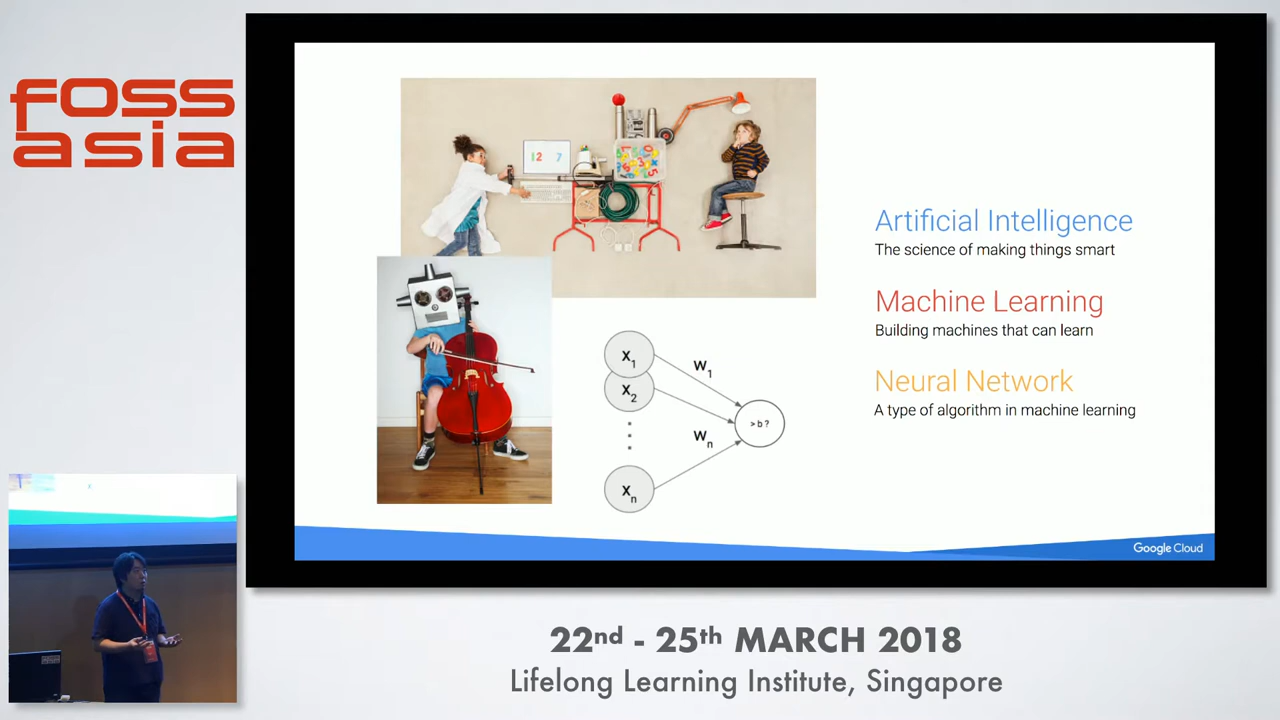 foss
asia
12 7
Artificial Intelligence
The science of making things smart
Machine Learning
Building machines that can learn
Neural Network
A type of algorithm in machine learning
X1
X2
Xn
W1
Wn
> b ?
Google Cloud
22nd - 25th MARCH 2018
Lifelong Learning Institute, Singapore